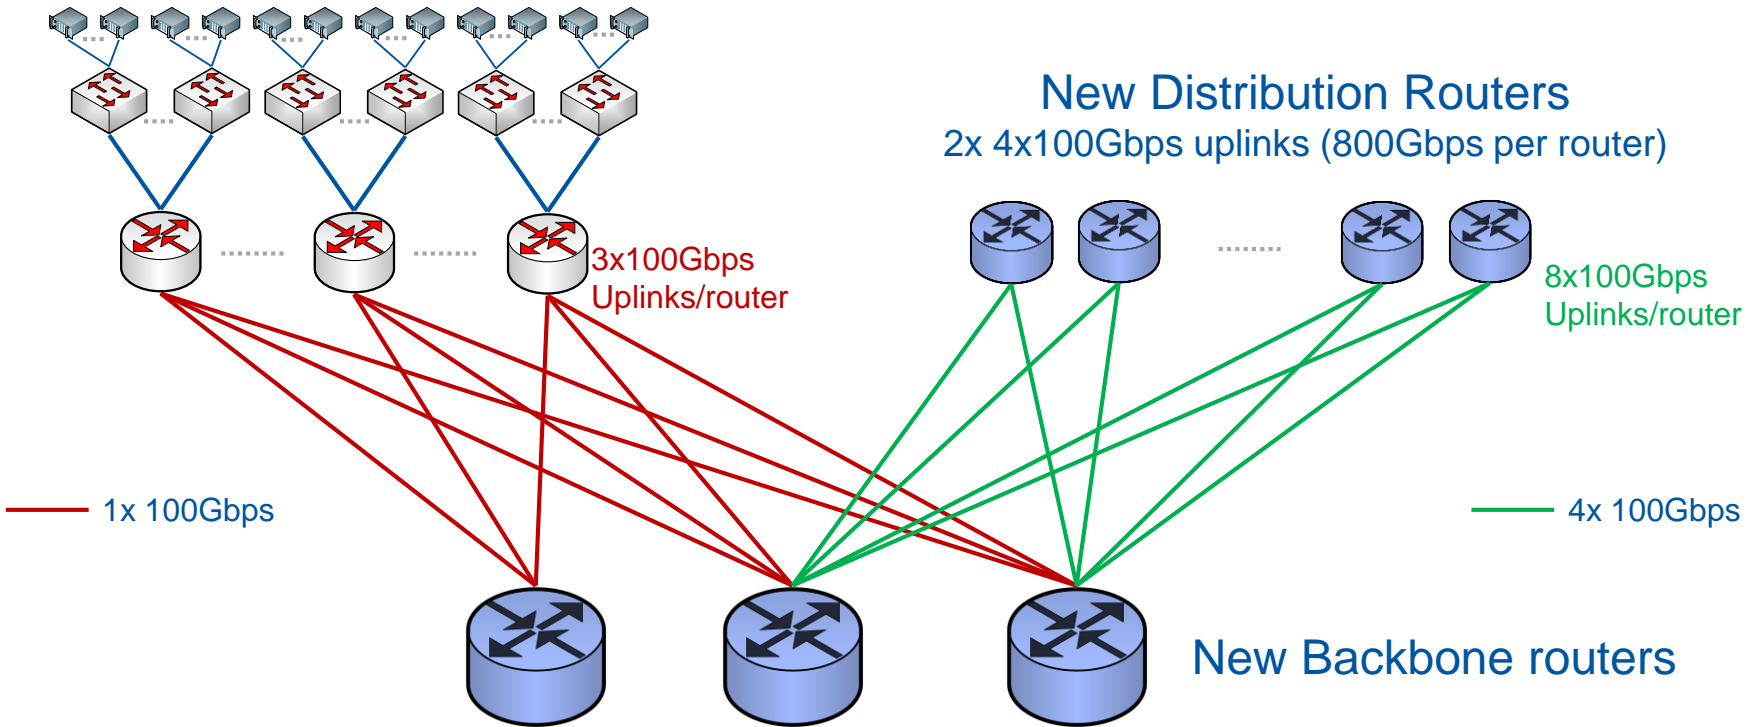 New Distribution Routers
2x 4x100Gbps uplinks (800Gbps per router)
3x100Gbps
Uplinks/router
8x100Gbps
Uplinks/router
1x 100Gbps
4x 100Gbps
New Backbone routers